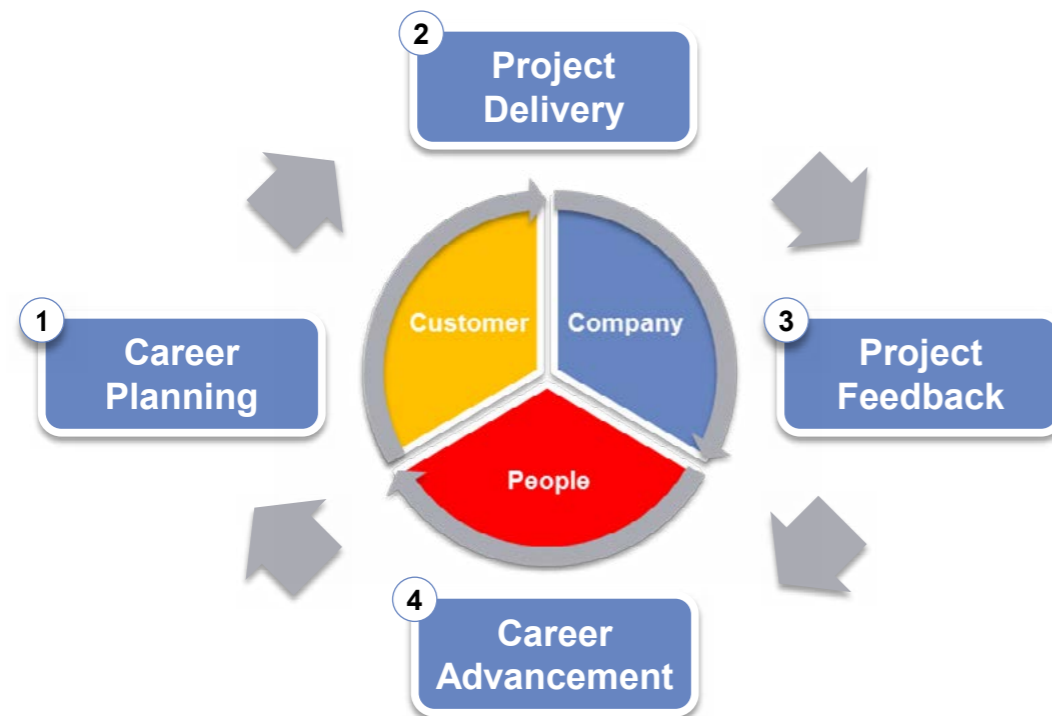 2
Project
Delivery
1
Career
Planning
Customer
Company
People
3
Project
Feedback
4
Career
Advancement